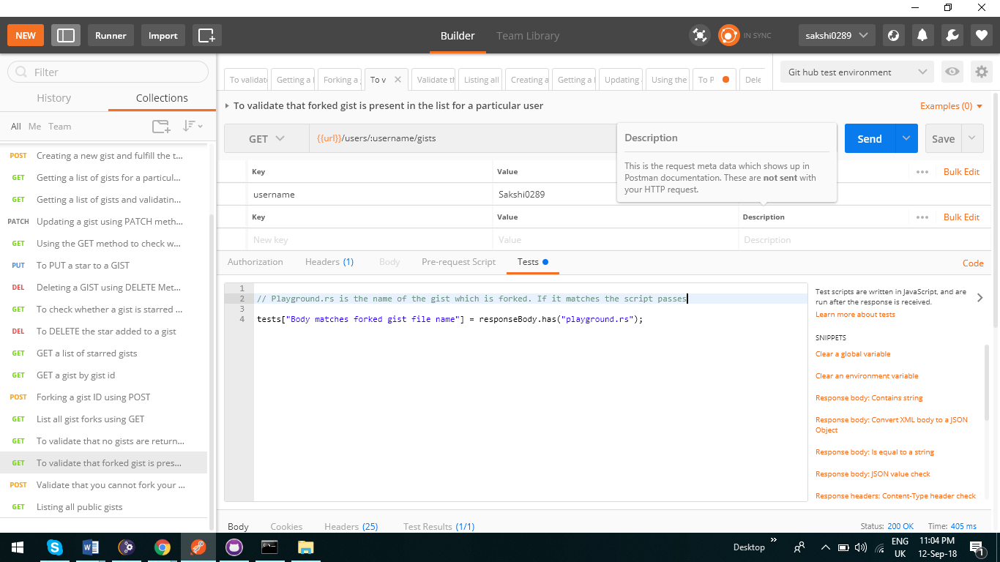 NEW
Runner
Import
Builder
Team Library
IN SYNC
sakshi0289
Filter
History
Collections
All Me Team
POST Creating a new gist and fulfill the t...
GET Getting a list of gists for a particul...
GET Getting a list of gists and validatin...
PATCH Updating a gist using PATCH meth...
GET Using the GET method to check w...
PUT To PUT a star to a GIST
DEL Deleting a GIST using DELETE Met...
GET To check whether a gist is starred ...
DEL To DELETE the star added to a gist
GET GET a list of starred gists
GET GET a gist by gist id
POST Forking a gist ID using POST
GET List all gist forks using GET
GET To validate that no gists are return...
GET To validate that forked gist is pres...
POST Validate that you cannot fork your ...
GET Listing all public gists
To validat
Getting a l
Forking a
To v
Validate th
Listing all
Creating a
Getting a l
Updating
Using the
To P
Dele
Git hub test environment
To validate that forked gist is present in the list for a particular user
Examples (0)
GET
{{url}}/users/:username/gists
Send
Save
Description
This is the request meta data which shows up in
Postman documentation. These are not sent with
your HTTP request.
Key Value Bulk Edit
username Sakshi0289
Key Value Description Bulk Edit
New key Value Description
Authorization Headers (1) Body Pre-request Script Tests
Code
1
2 // Playground.rs is the name of the gist which is forked. If it matches the script passes
3
4 tests["Body matches forked gist file name"] = responseBody.has("playground.rs");
Test scripts are written in JavaScript, and are
run after the response is received.
Learn more about tests
SNIPPETS
Clear a global variable
Clear an environment variable
Response body: Contains string
Response body: Convert XML body to a JSON
Object
Response body: Is equal to a string
Response body: JSON value check
Response headers: Content-Type header check
Body Cookies Headers (25) Test Results (1/1)
Status: 200 OK Time: 405 ms
Desktop
ENG
UK
11:04 PM
12-Sep-18
1